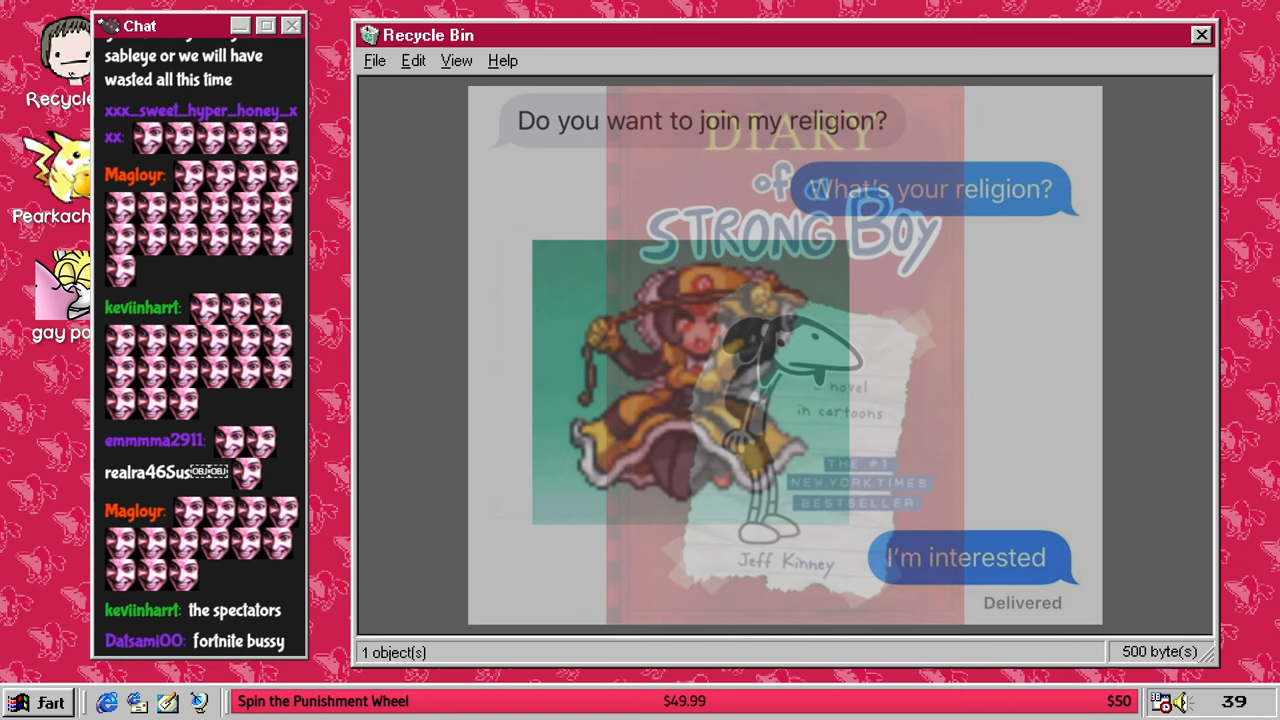 Chat
sableye or we will have
wasted all this time
xxx_sweet_hyper_honey_x
xx:
Magloyr:
keviinharrt:
emmmma2911:
realra46Sus OBJ OBJ
Magloyr:
keviinharrt: the spectators
Datsami00: fortnite bussy
Recycle
Pearkach
gay po
Recycle Bin
File Edit View Help
Do you want to join my religion?
What's your religion?
DIARY
of a
STRONG BOY
a novel
in cartoons
THE #1
NEW YORK TIMES
BESTSELLER
Jeff Kinney
I'm interested
Delivered
1 object(s)
500 byte(s)
fart
Spin the Punishment Wheel
$49.99
$50
39